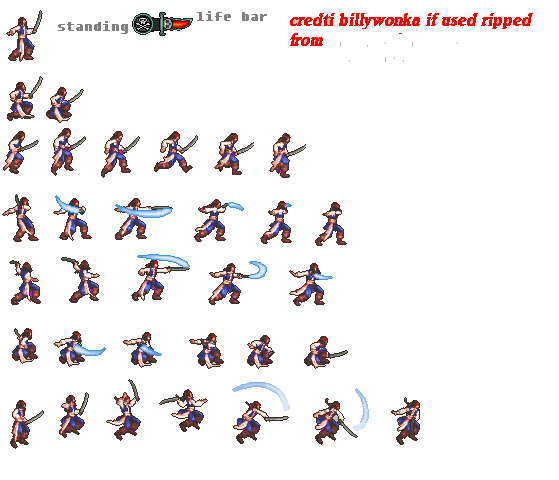 standing
life bar
credti billywonka if used ripped
from